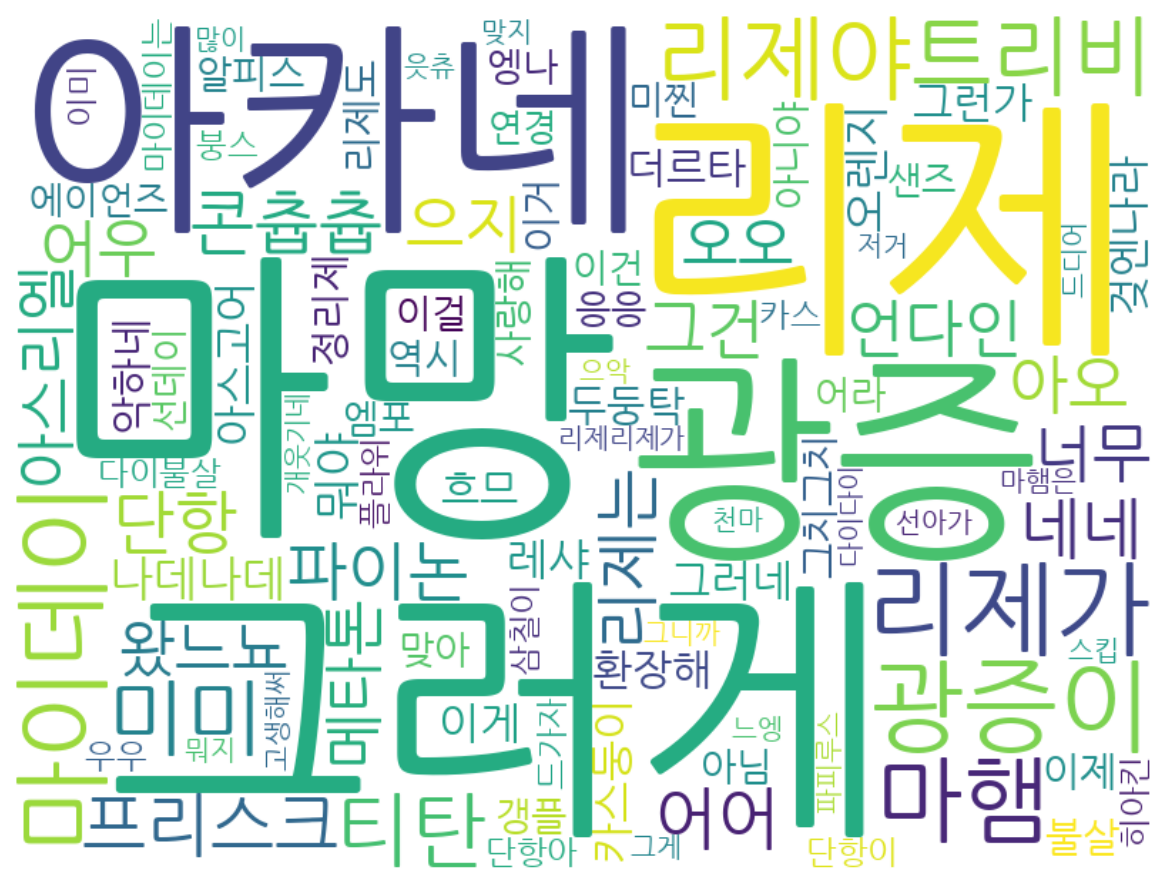 아카네
이미
마이데이는
많이
알피스
붕스
리제도
웃츄
맞지
엥나
연경
리제야
트리비
미찐
그런가
에이언즈
콘츕츕
으지
이거
더르타
리제
아니야
오렌지
샌즈
저거
드디어
것엔나라
어우
아스리엘
맘앙
악하네
선데이
아스고어
정리제
이걸
역시
사랑해
이건
응응
오오
그건
카스
언다인
으악
두둥탁
광증
어라
아오
다이불살
개웃기네
엠포
뭐야
플라위
흐므
리제리제가
천마
그치그치
다이다이
선아가
너무
마햄은
네네
마이데이
단항
나데나데
파이논
레샤
리제는
그러네
리제가
왔느뇨
미미
고생해써
우우
뭐지
메타톤
그러게
맞아
이게
삼칠이
그니까
환장해
광증이
스킵
드가자
카스둥이
느엥
아님
파피루스
마햄
이제
히아킨
프리스크
티탄
갱플
단항아
그게
어어
단항이
불살